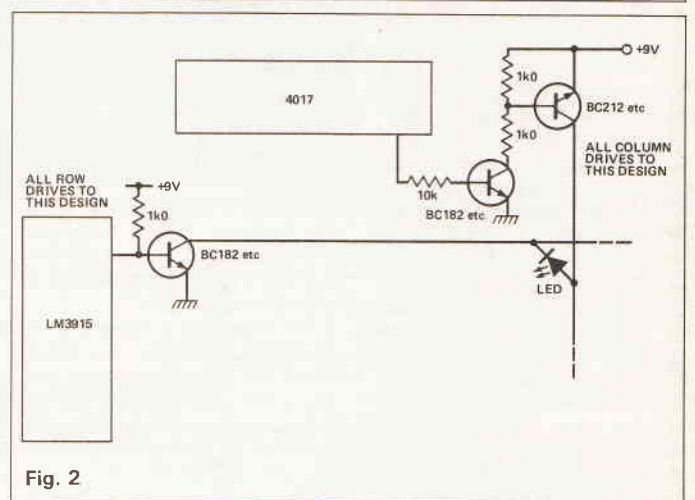 +9V
1k0
4017
BC212 etc
1k0
ALL COLUMN
DRIVES TO
THIS DESIGN
ALL ROW
DRIVES TO
THIS DESIGN
+9V
10k
1k0
BC182 etc.
BC182 etc
LED
LM3915
Fig. 2